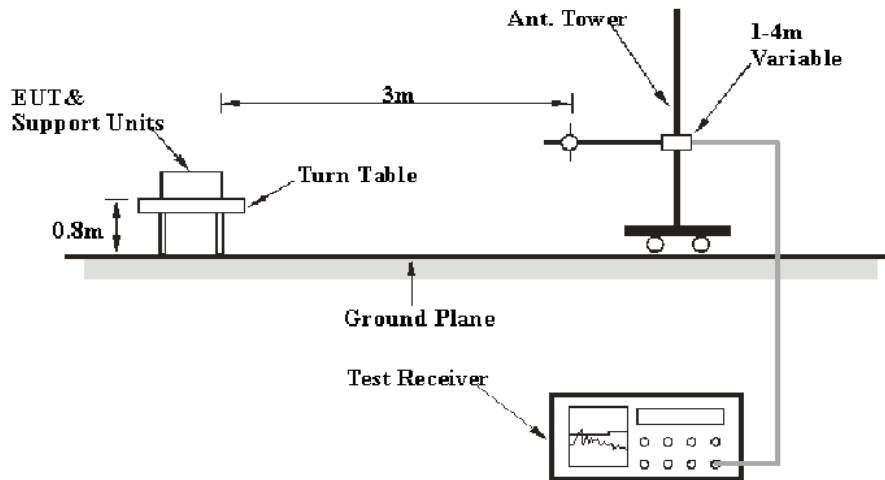 Ant. Tower
1-4m
Variable
3m
EUT&
Support Units
Turn Table
0.8m
Ground Plane
Test Receiver